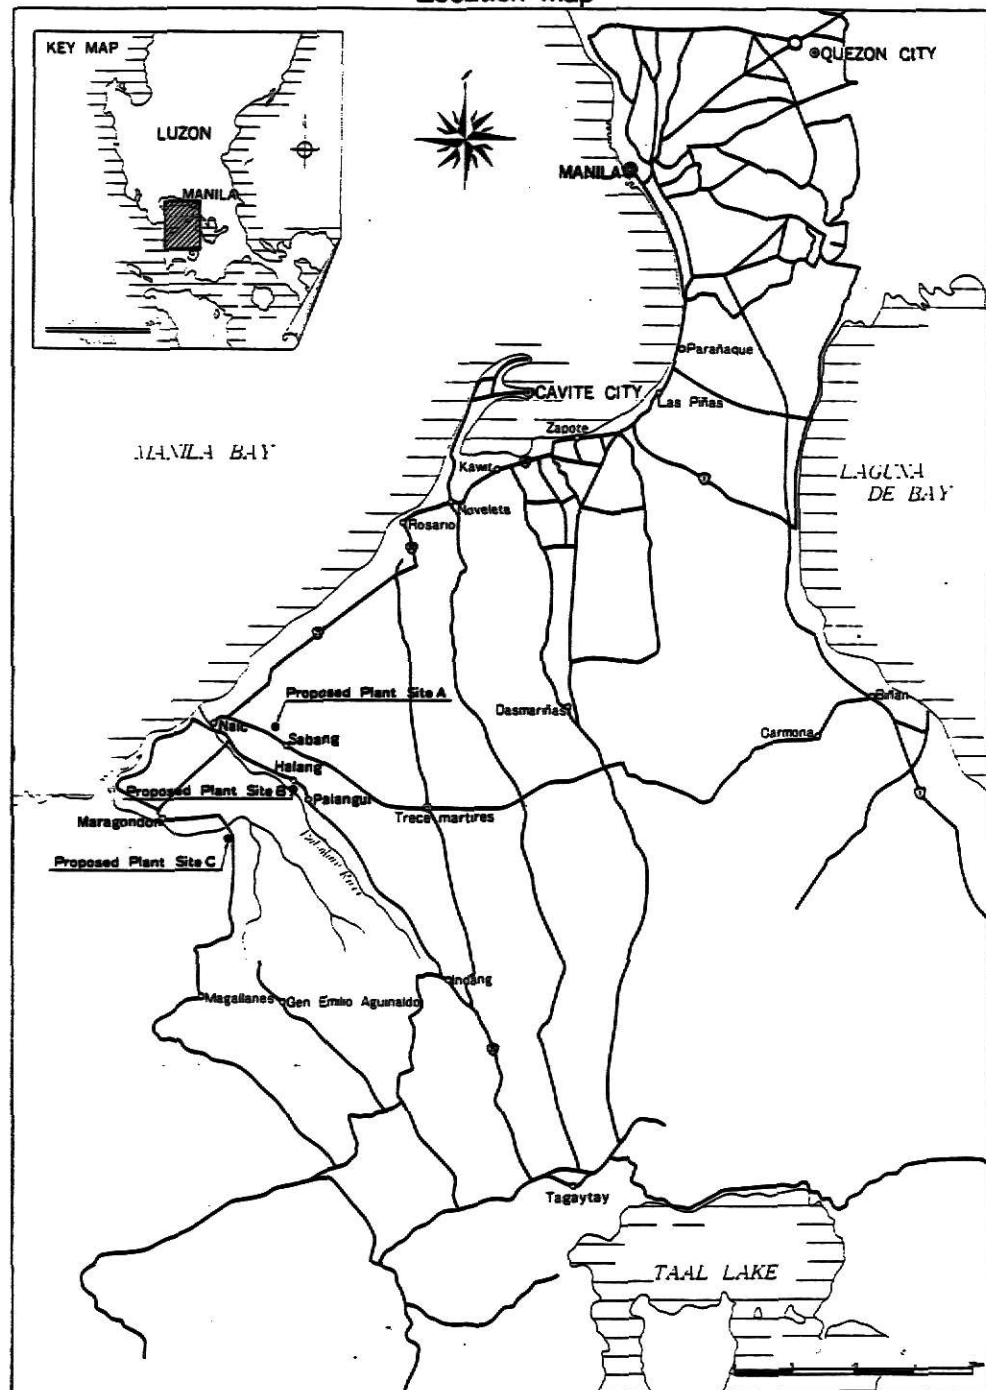 Location Map
KEY MAP
LUZON
MANILA
QUEZON CITY
MANILA
Parañaque
CAVITE CITY
Las Piñas
Zapote
MANILA BAY
Kawit
LAGUNA
DE BAY
Noveleta
Rosario
Proposed Plant Site A
Naic
Sabang
Dasmariñas
Biñan
Carmona
Halang
Proposed Plant Site B
Palangui
Trece martires
Maragondon
Proposed Plant Site C
Indang
Magallanes
Gen Emilio Aguinaldo
Tagaytay
TAAL LAKE